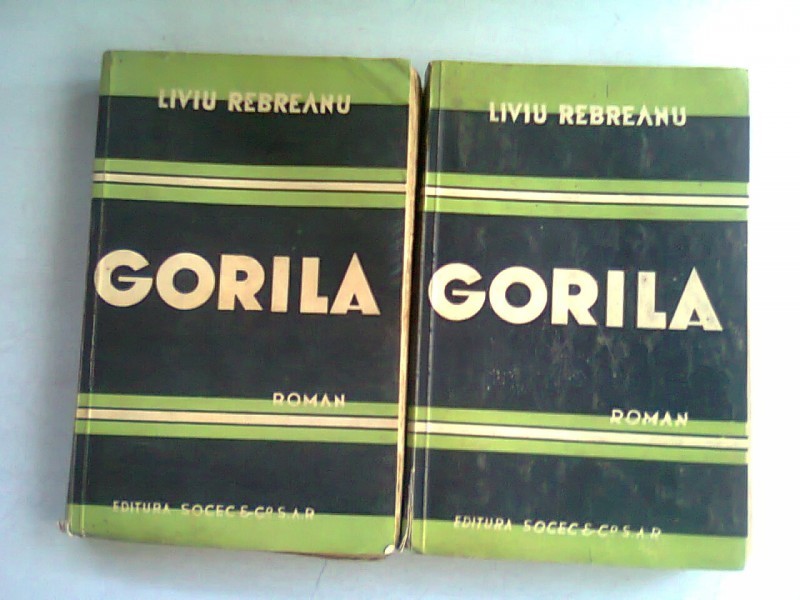 LIVIU REBREANU
GORILA
ROMAN
EDITURA SOCEC & Co S.A.R
LIVIU REBREANU
GORILA
ROMAN
EDITURA SOCEC & Co S.A.R